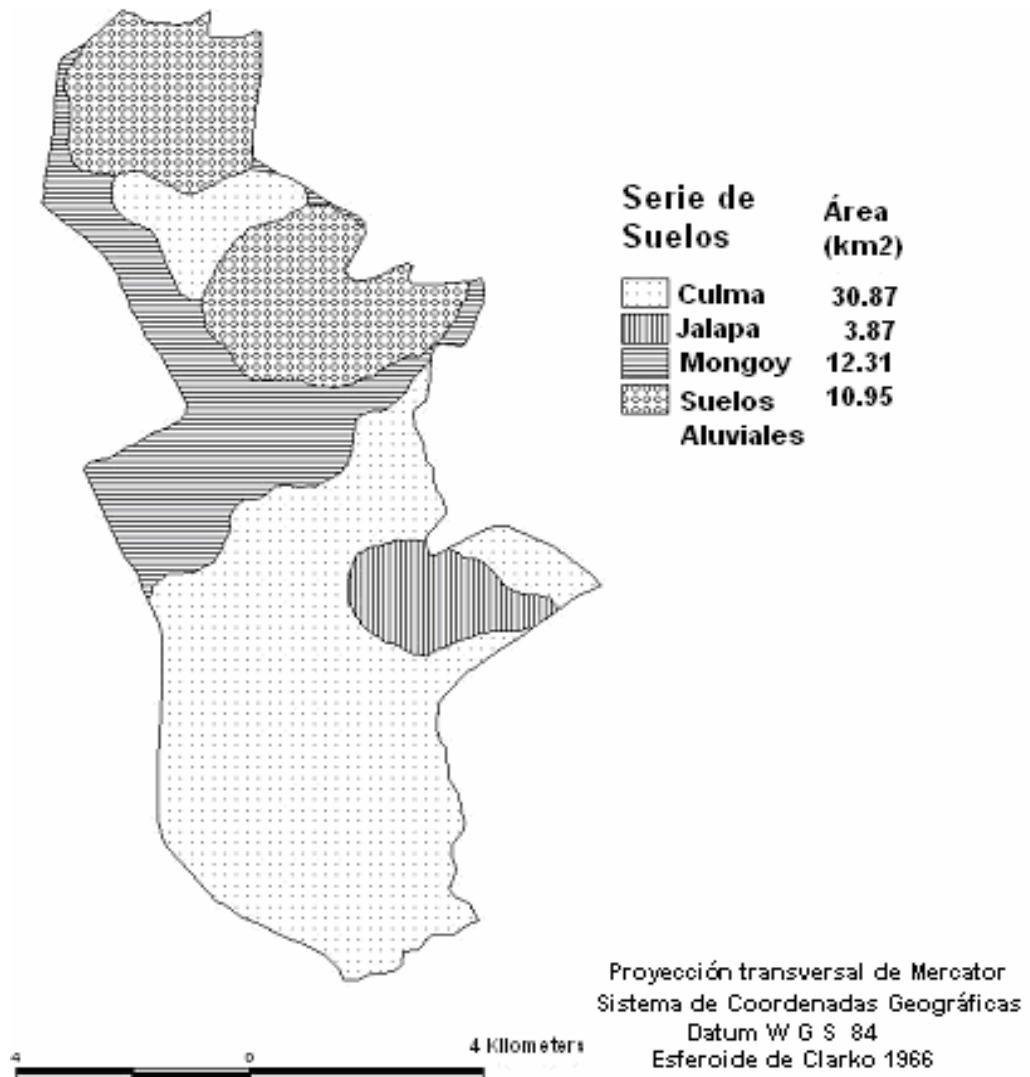 Serie de
Suelos
Área
(km2)
Culma 30.87
Jalapa 3.87
Mongoy 12.31
Suelos 10.95
Aluviales
Proyección transversal de Mercator
Sistema de Coordenadas Geográficas
Datum W G S 84
Esferoide de Clarko 1966
4 0 4 Kilometers